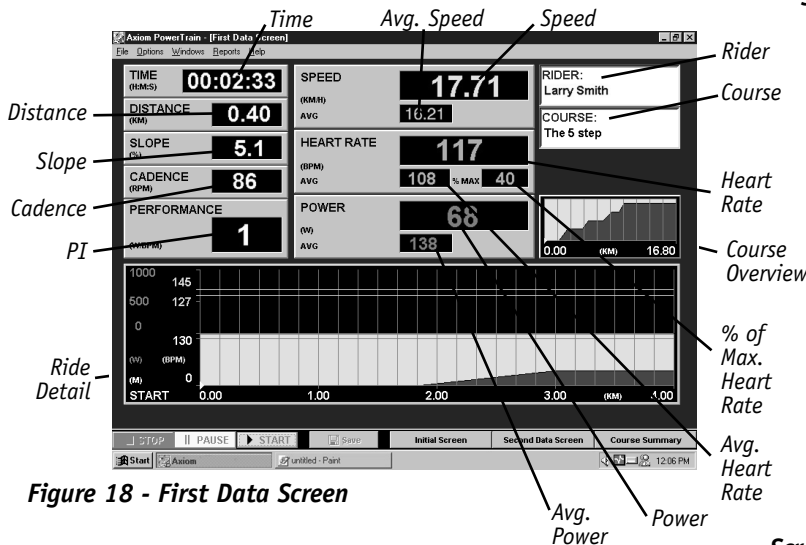 Time
Avg. Speed
Speed
Axiom PowerTrain - [First Data Screen]
File Options Windows Reports Help
Rider
Course
Distance
Slope
Cadence
PI
TIME
(H:M:S)
00:02:33
DISTANCE
(KM)
0.40
SLOPE
(%)
5.1
CADENCE
(RPM)
86
PERFORMANCE
(W/BPM)
1
SPEED
(KM/H)
17.71
AVG
16.21
HEART RATE
(BPM)
117
AVG
108
% MAX
40
POWER
(W)
68
AVG
138
RIDER:
Larry Smith
COURSE:
The 5 step
0.00 (KM) 16.80
Heart
Rate
Course
Overview
% of
Max.
Heart
Rate
Avg.
Heart
Rate
Ride
Detail
1000
500
0
145
127
130
0
(W) (BPM)
(M)
START 0.00 1.00 2.00 3.00 (KM) 4.00
STOP PAUSE START Save Initial Screen Second Data Screen Course Summary
Start Axiom untitled - Paint 12:06 PM
Figure 18 - First Data Screen
Avg.
Power
Power
Scr